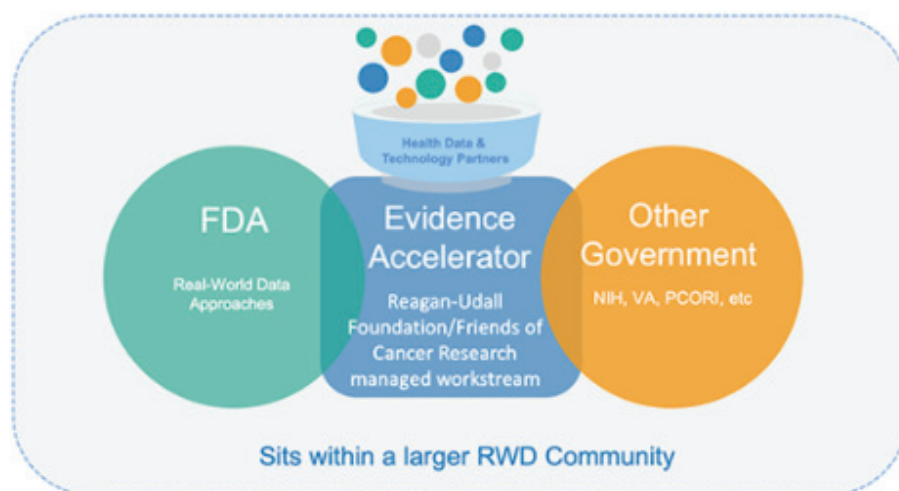 Health Data &
Technology Partners
FDA
Real-World Data
Approaches
Evidence
Accelerator
Reagan-Udall
Foundation/Friends of
Cancer Research
managed workstream
Other
Government
NIH, VA, PCORI, etc
Sits within a larger RWD Community